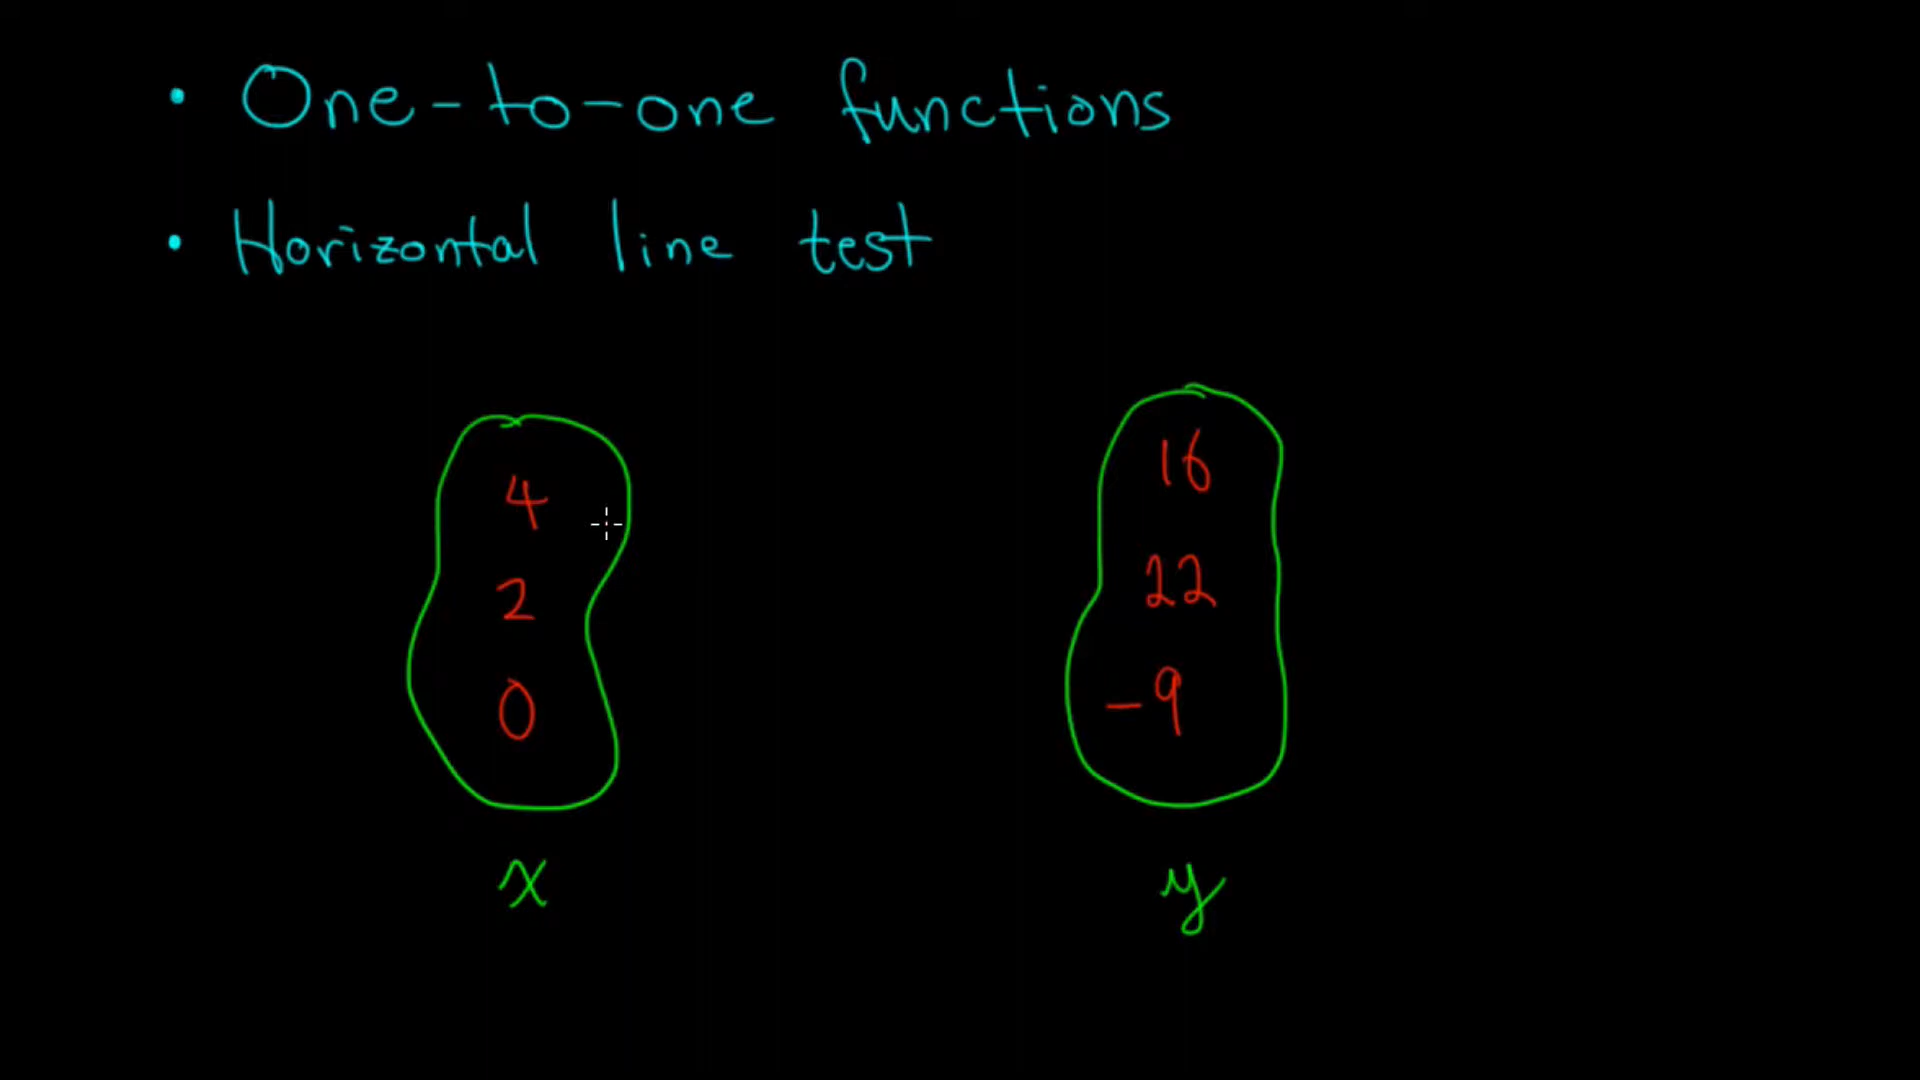 • One-to-one functions
• Horizontal line test
4
2
0
x
16
22
-9
y